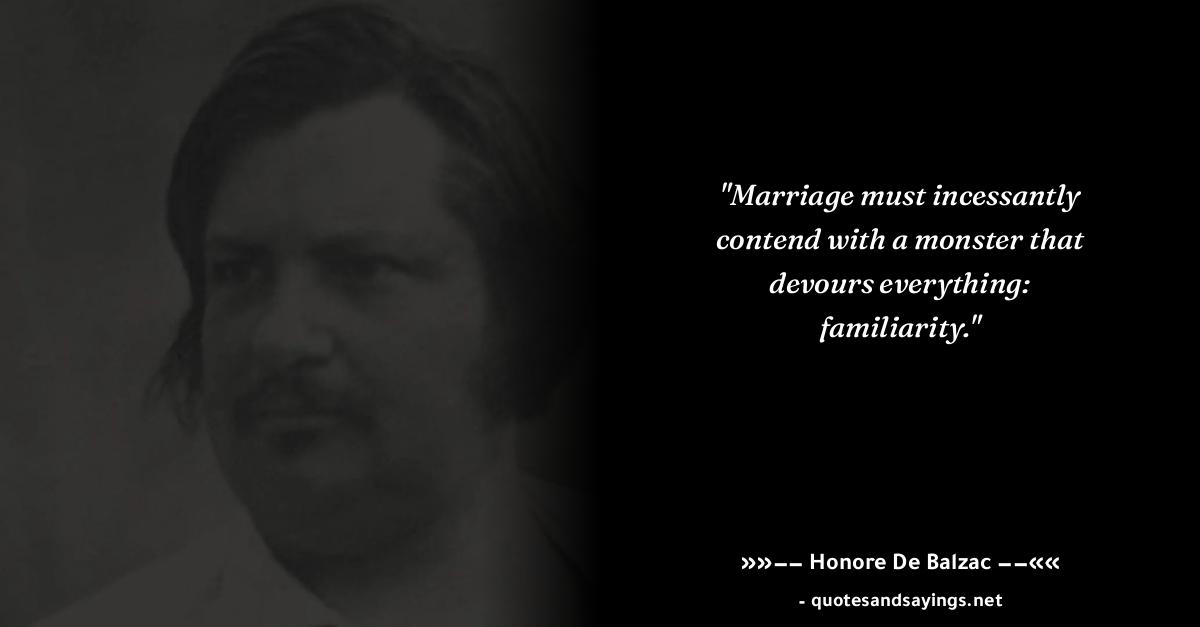 "Marriage must incessantly
contend with a monster that
devours everything:
familiarity."
»»−− Honore De Balzac −−««
- quotesandsayings.net